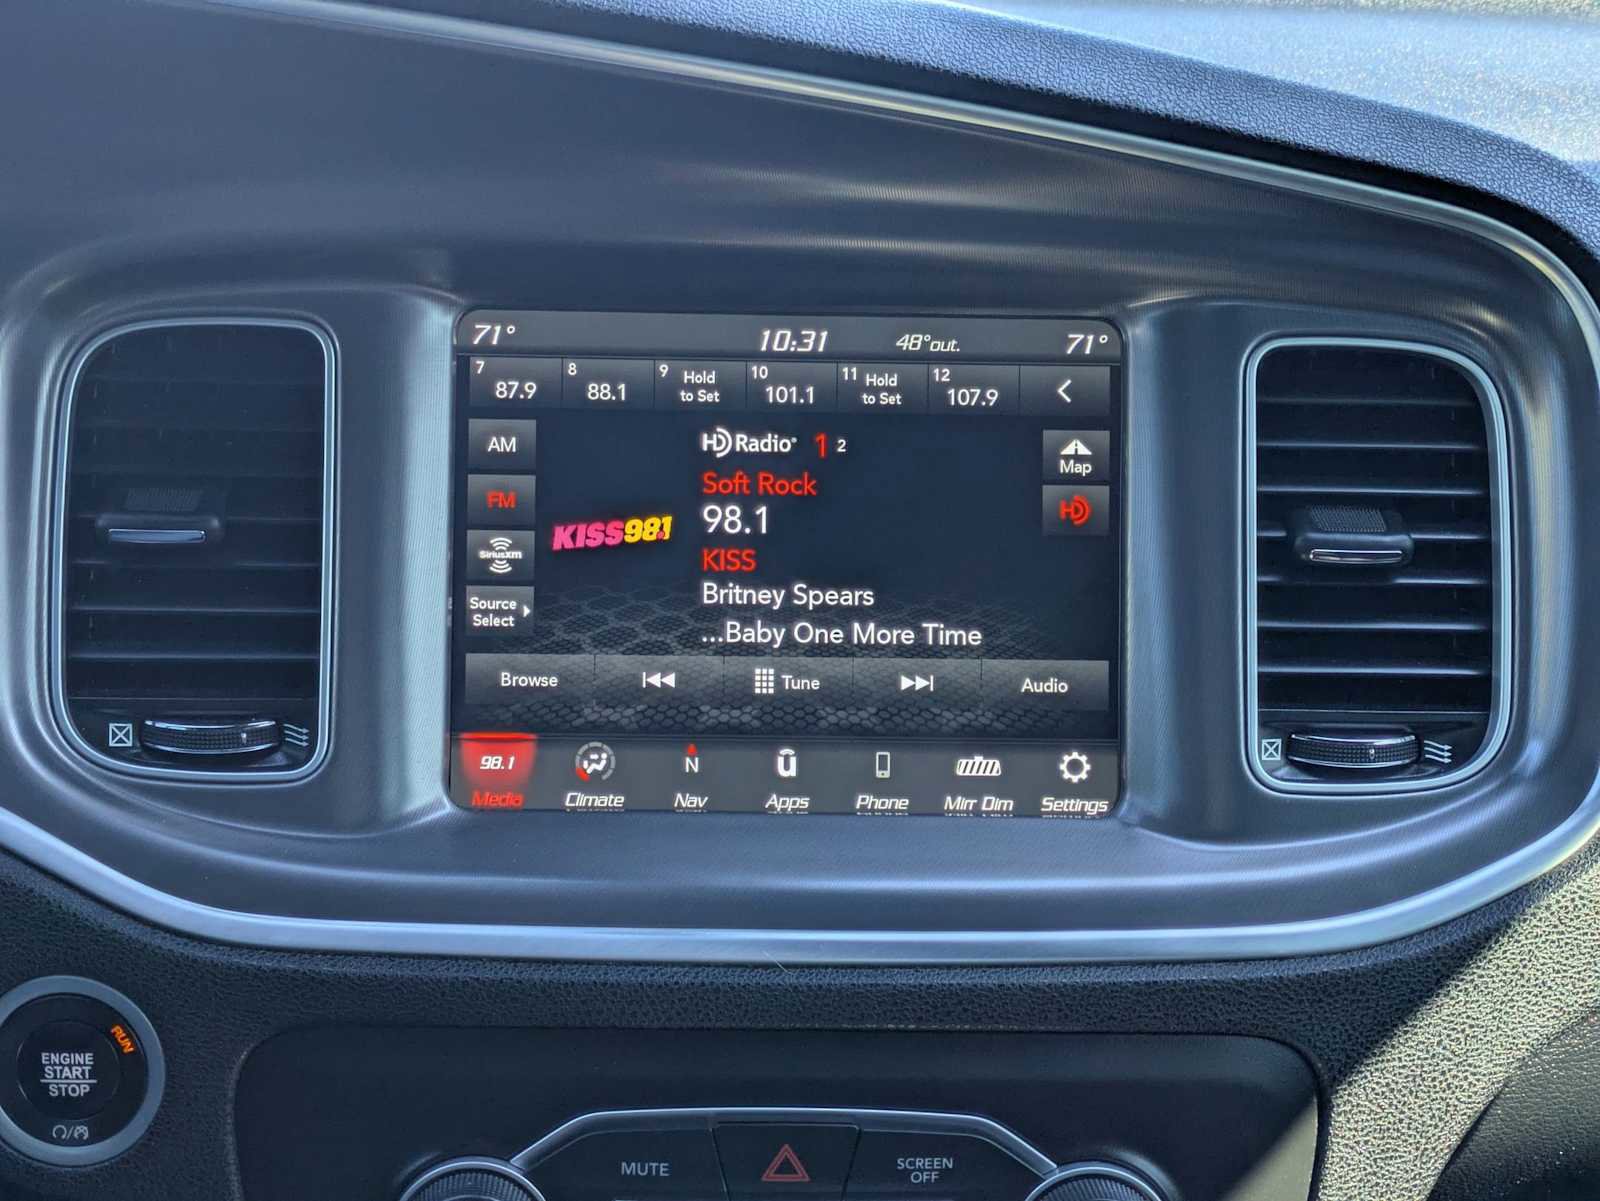 71°
10:31
48°out.
71°
7 87.9
8 88.1
9 Hold to Set
10 101.1
11 Hold to Set
12 107.9
AM
HD Radio® 1 2
Map
Soft Rock
FM
98.1
HD
KISS98.1
KISS
SiriusXM
Britney Spears
Source
Select
...Baby One More Time
Browse
Tune
Audio
98.1
N
ü
Media
Climate
Nav
Apps
Phone
Mirr Dim
Settings
RUN
ENGINE
START
STOP
MUTE
SCREEN
OFF